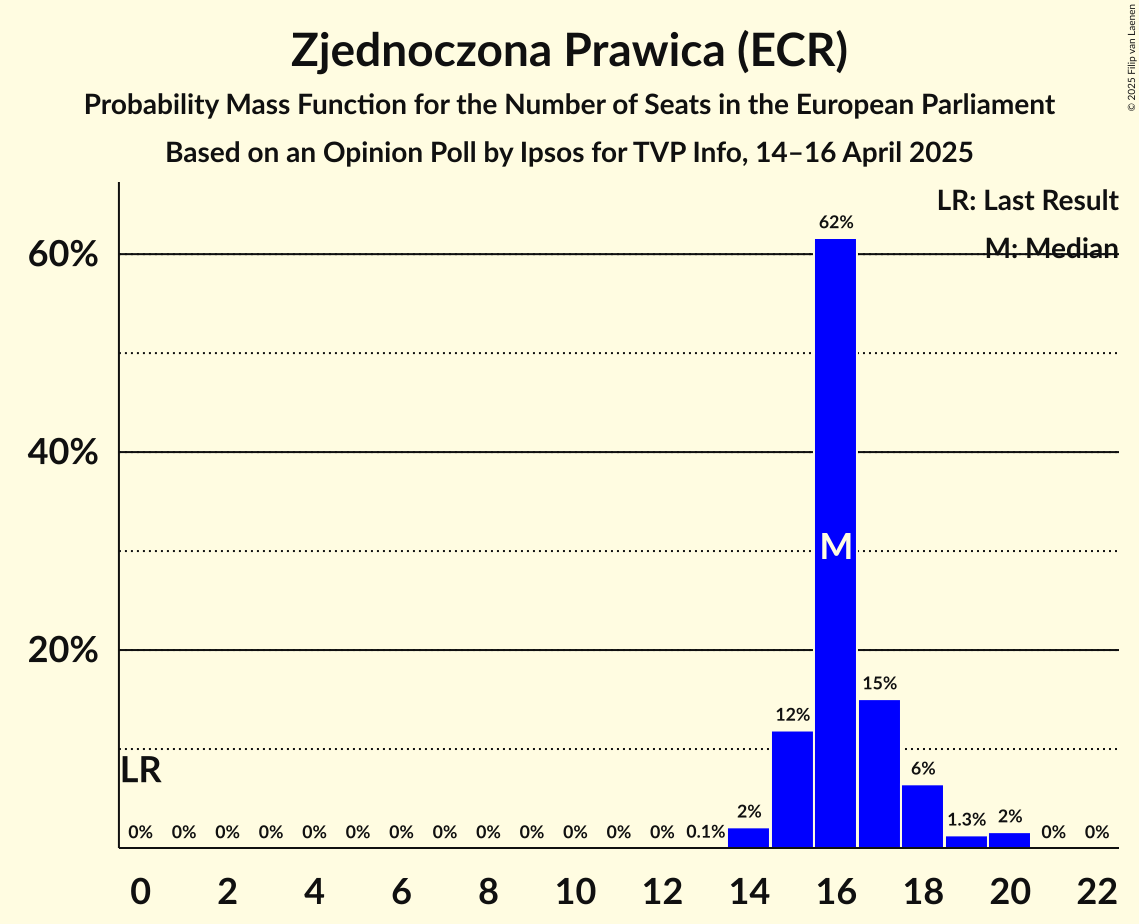 Zjednoczona Prawica (ECR)
Probability Mass Function for the Number of Seats in the European Parliament
Based on an Opinion Poll by Ipsos for TVP Info, 14–16 April 2025
© 2025 Filip van Laenen
LR: Last Result
M: Median
60%
40%
20%
62%
M
15%
12%
LR
6%
2%
1.3%
2%
0% 0% 0% 0% 0% 0% 0% 0% 0% 0% 0% 0% 0% 0.1% 0% 0%
0 2 4 6 8 10 12 14 16 18 20 22